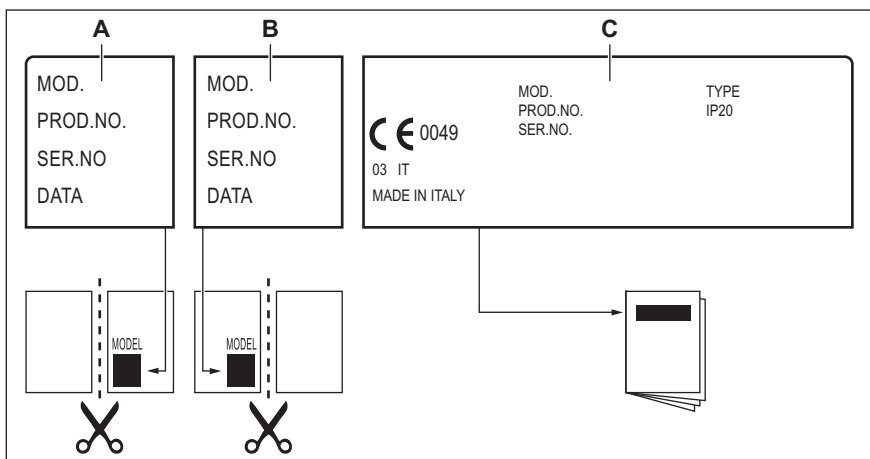 A
B
C
MOD.
PROD.NO.
SER.NO
DATA
MOD.
PROD.NO.
SER.NO
DATA
MOD.
PROD.NO.
SER.NO.
TYPE
IP20
CE 0049
03 IT
MADE IN ITALY
MODEL
MODEL